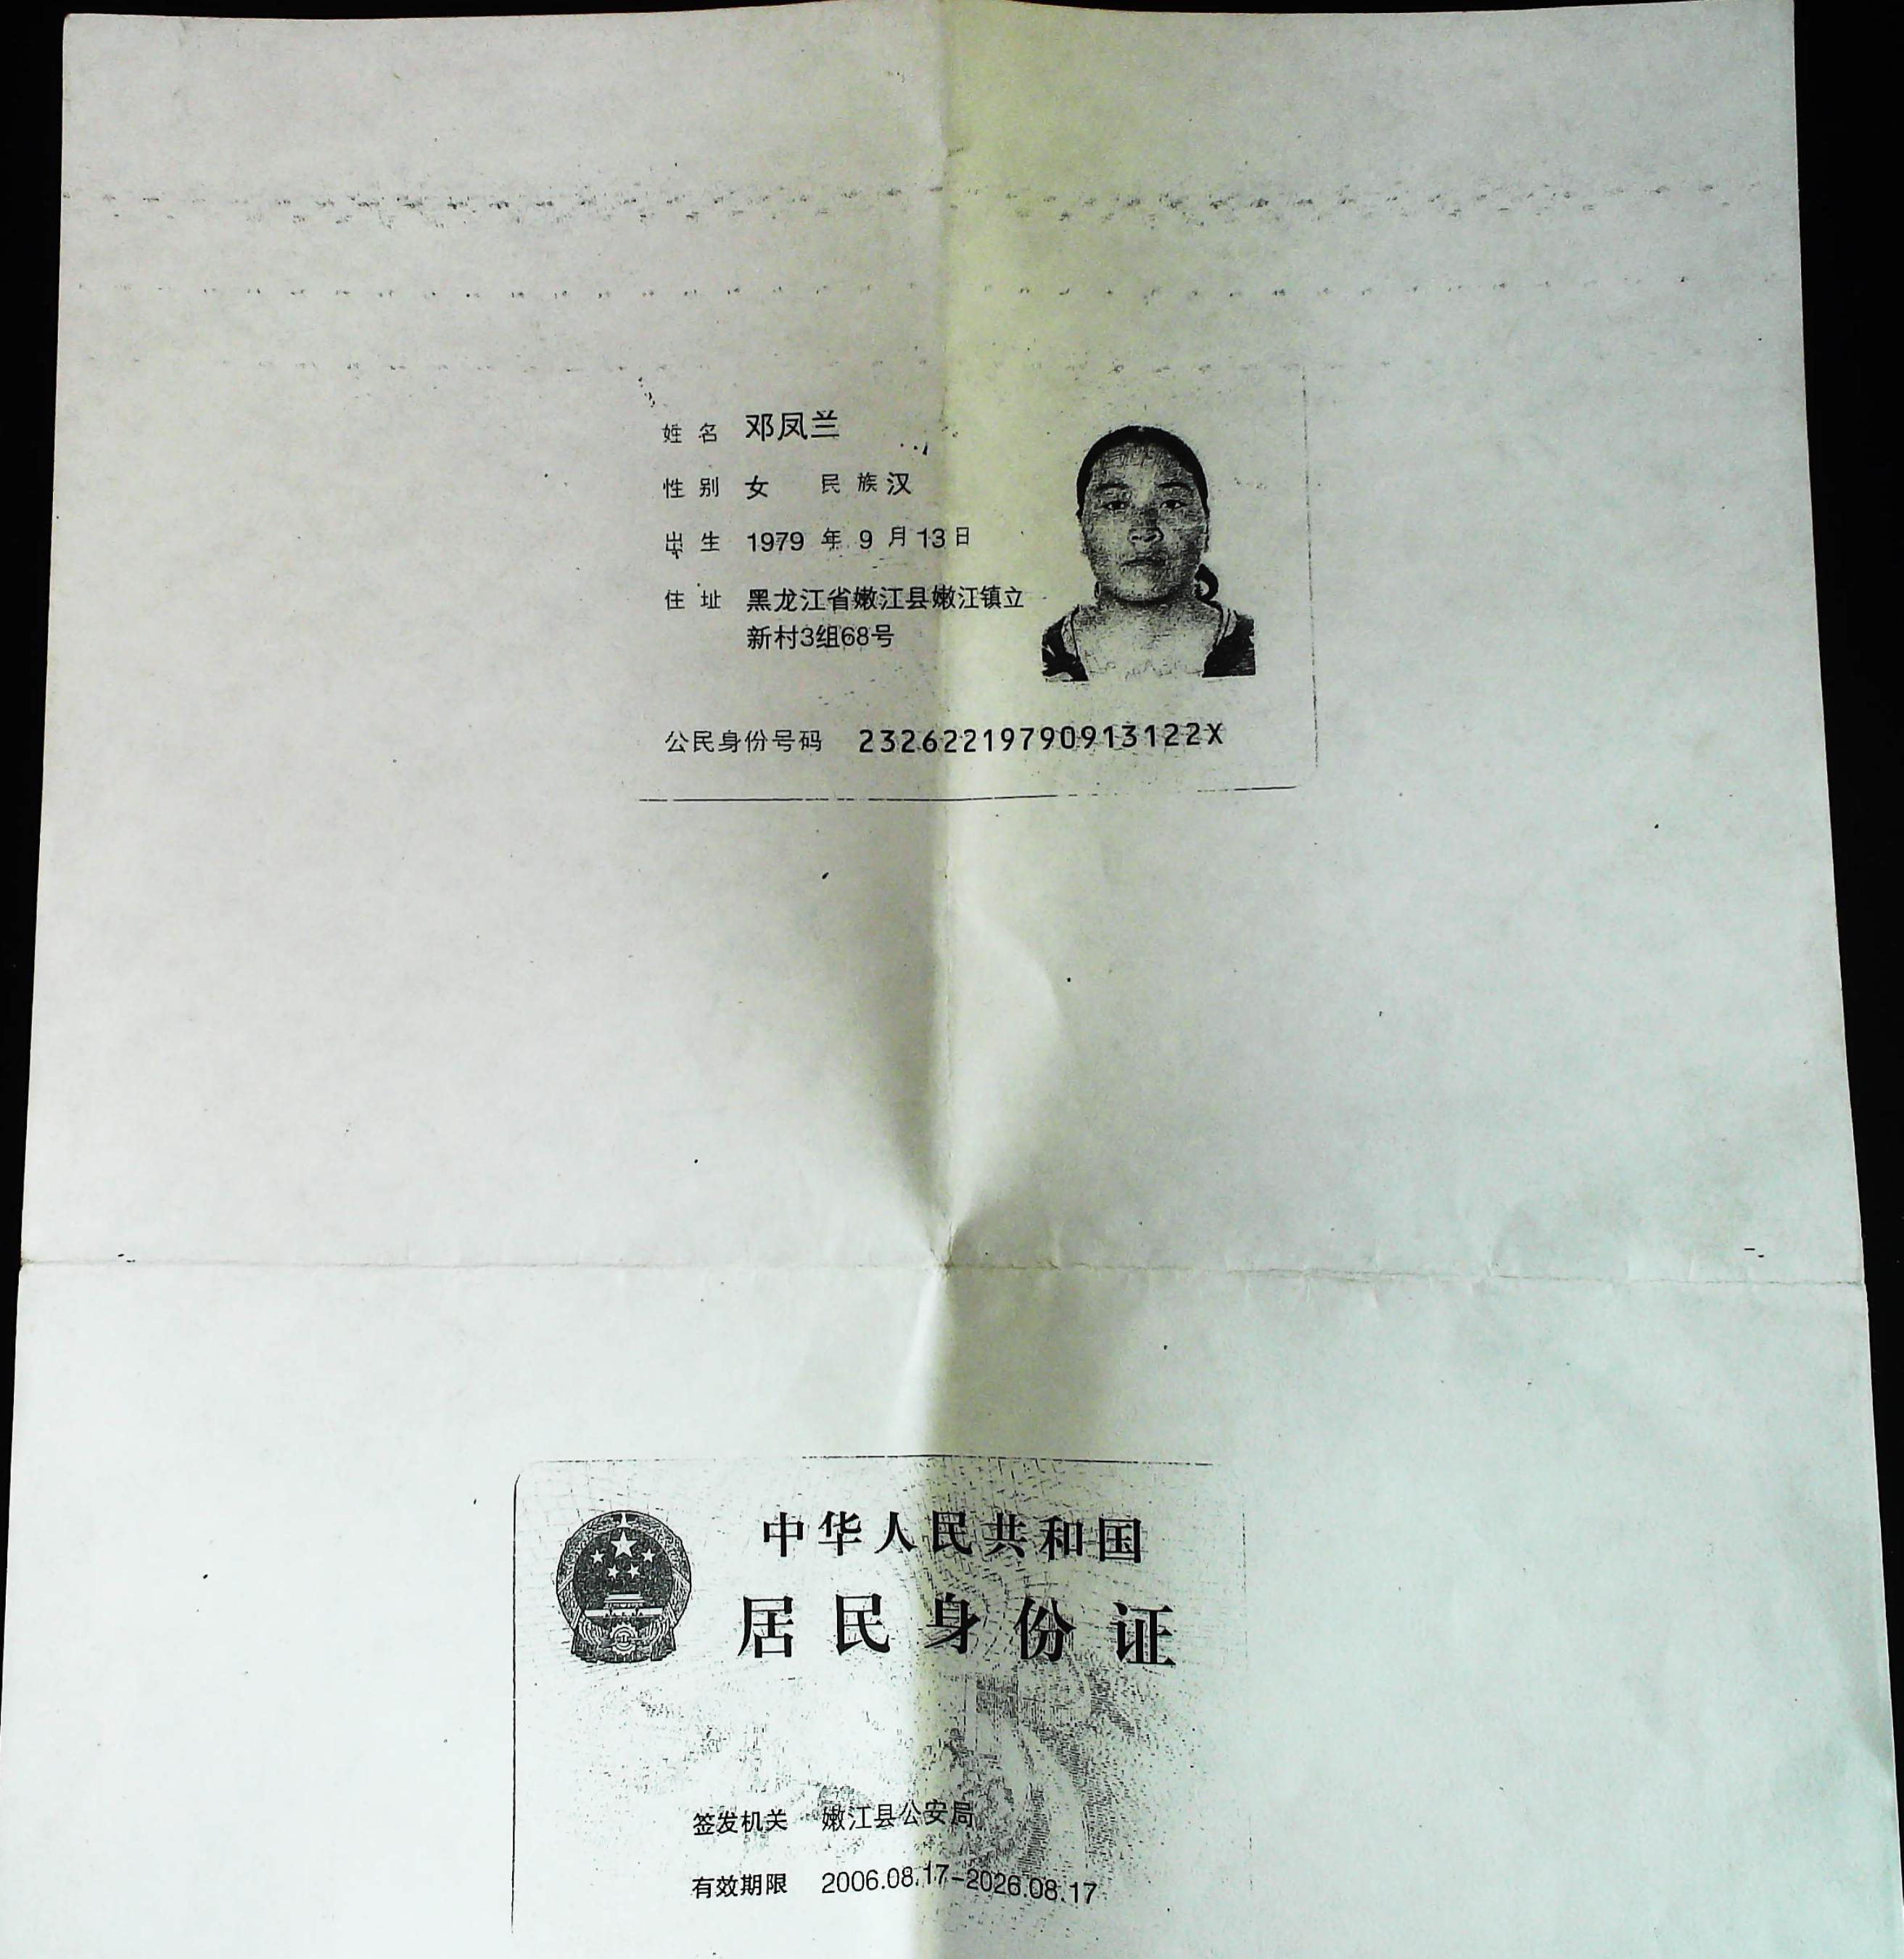 姓名 邓凤兰
性别 女 民族 汉
出生 1979 年 9 月 13 日
住址 黑龙江省嫩江县嫩江镇立
新村3组68号
公民身份号码 23262219790913122X
中华人民共和国
居民身份证
签发机关 嫩江县公安局
有效期限 2006.08.17-2026.08.17